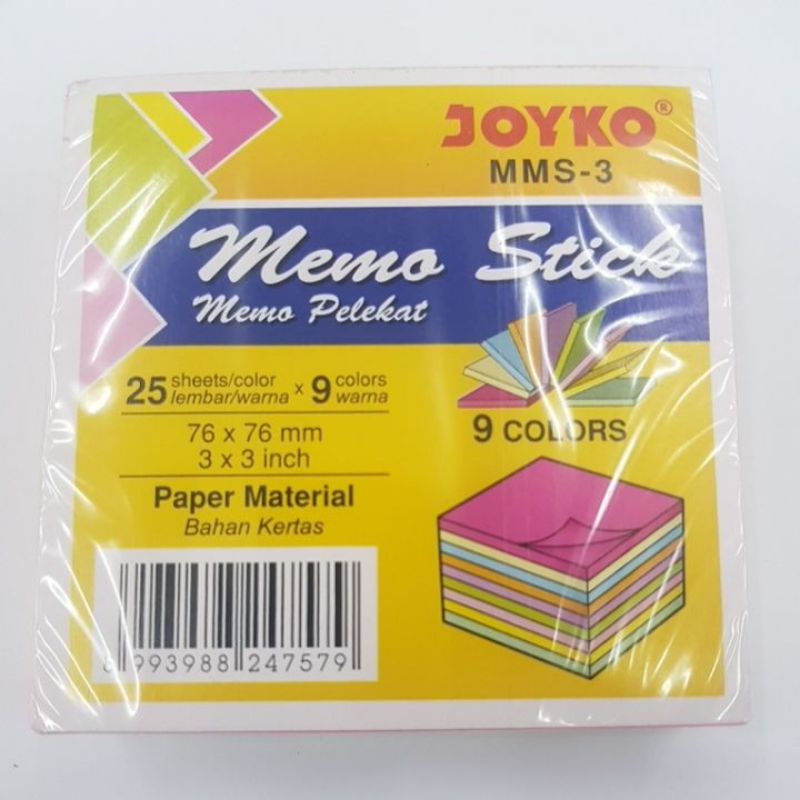 JOYKO®
MMS-3
Memo Stick
Memo Pelekat
25 sheets/color x 9 colors
lembar/warna warna
76 x 76 mm
3 x 3 inch
9 COLORS
Paper Material
Bahan Kertas
8 993988 247579